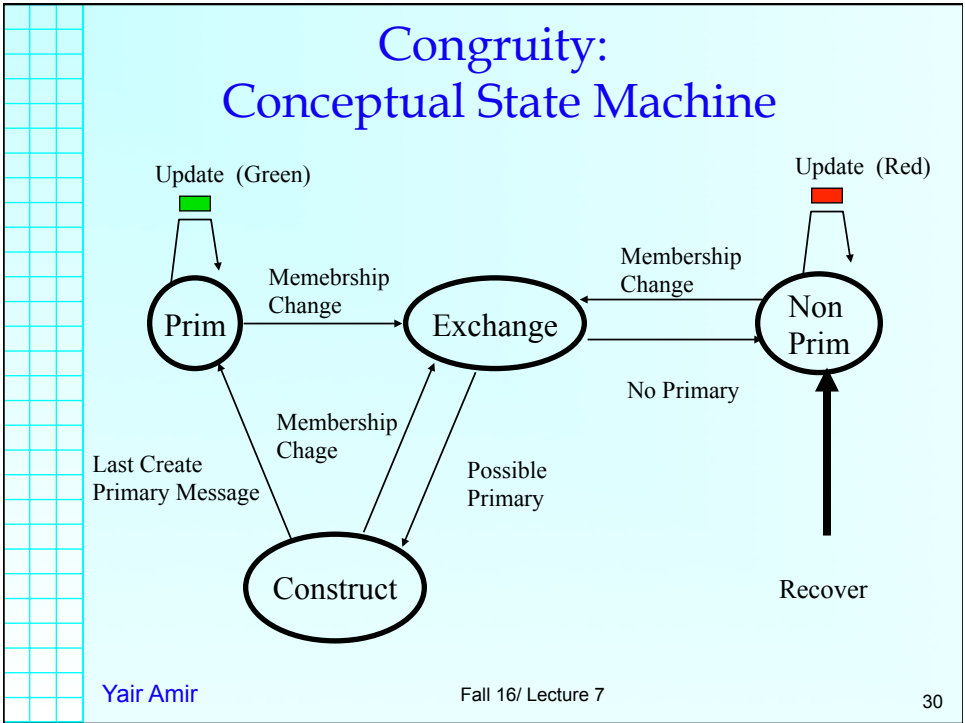 Congruity:
Conceptual State Machine
Update (Green)
Update (Red)
Memebrship
Change
Membership
Change
Prim
Exchange
Non
Prim
No Primary
Membership
Chage
Last Create
Primary Message
Possible
Primary
Construct
Recover
Yair Amir
Fall 16/ Lecture 7
30